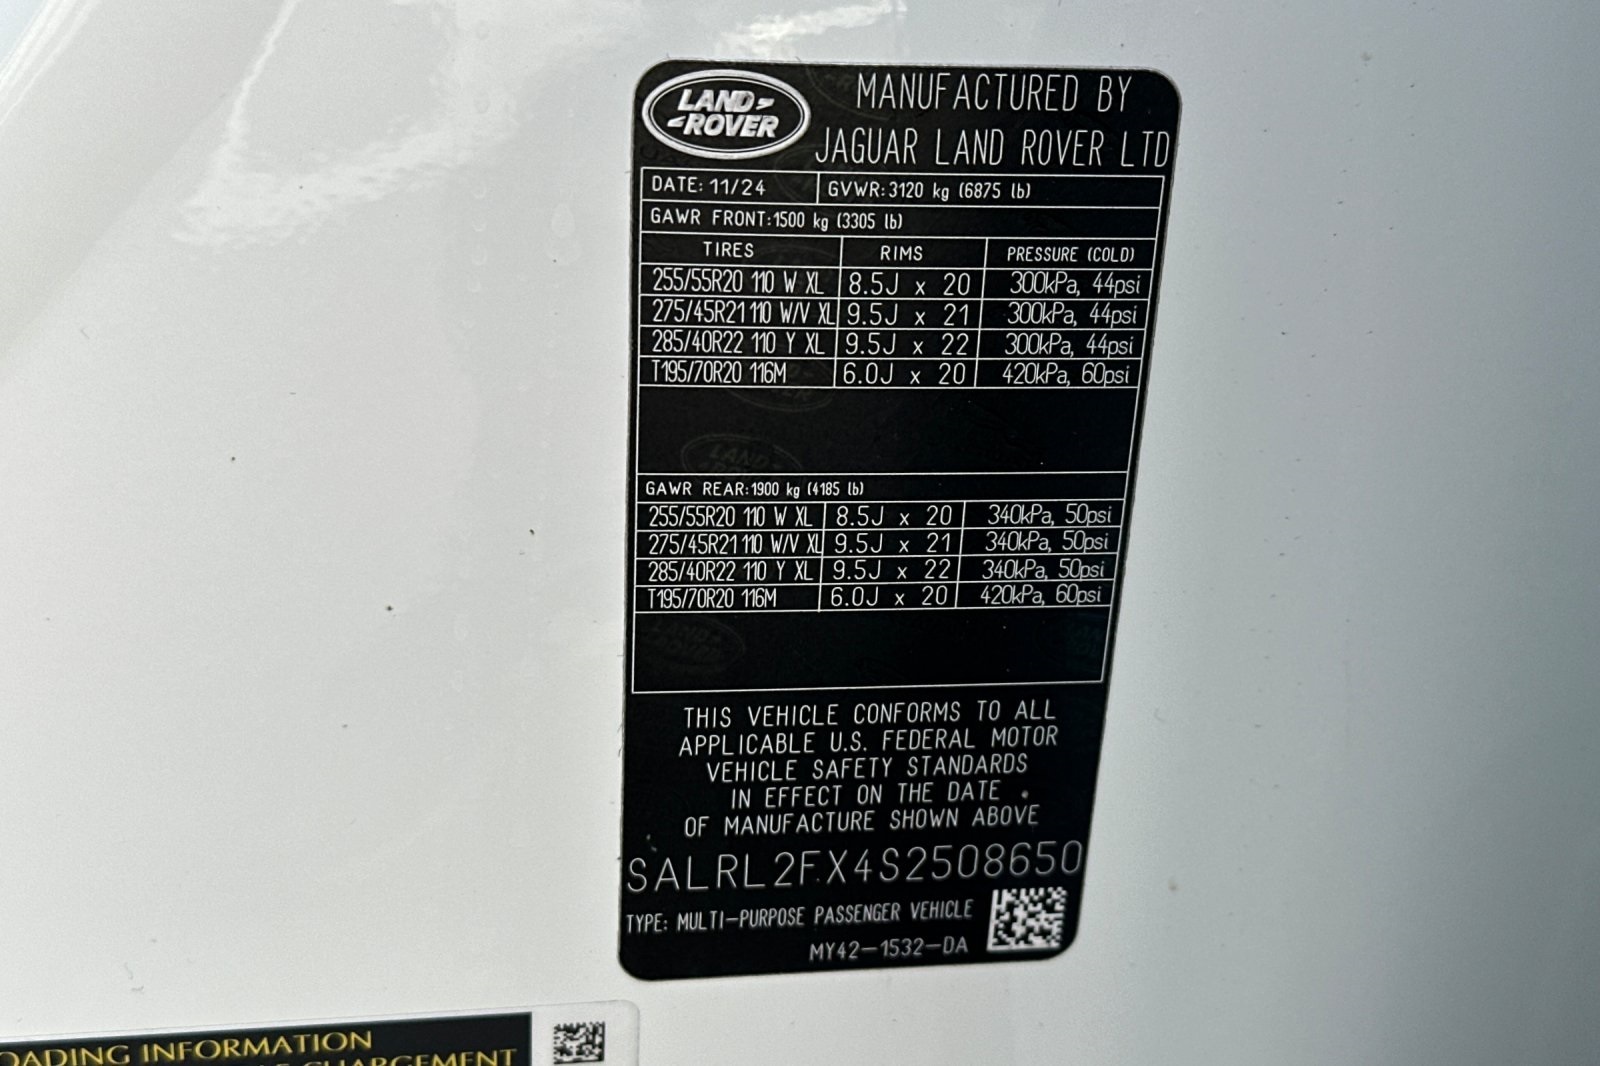 LAND ROVER
MANUFACTURED BY
JAGUAR LAND ROVER LTD
DATE: 11/24 GVWR: 3120 kg (6875 lb)
GAWR FRONT: 1500 kg (3305 lb)
TIRES RIMS PRESSURE (COLD)
255/55R20 110 W XL 8.5J x 20 300kPa, 44psi
275/45R21 110 W/V XL 9.5J x 21 300kPa, 44psi
285/40R22 110 Y XL 9.5J x 22 300kPa, 44psi
T195/70R20 116M 6.0J x 20 420kPa, 60psi
GAWR REAR: 1900 kg (4185 lb)
255/55R20 110 W XL 8.5J x 20 340kPa, 50psi
275/45R21 110 W/V XL 9.5J x 21 340kPa, 50psi
285/40R22 110 Y XL 9.5J x 22 340kPa, 50psi
T195/70R20 116M 6.0J x 20 420kPa, 60psi
THIS VEHICLE CONFORMS TO ALL
APPLICABLE U.S. FEDERAL MOTOR
VEHICLE SAFETY STANDARDS
IN EFFECT ON THE DATE
OF MANUFACTURE SHOWN ABOVE
SALRL2FX4S2508650
TYPE: MULTI-PURPOSE PASSENGER VEHICLE
MY42-1532-DA
OADING INFORMATION